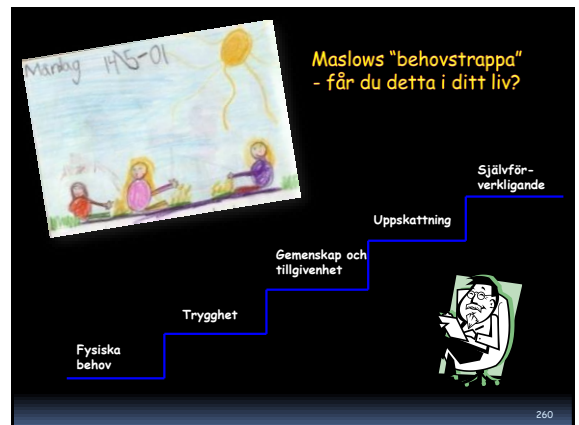 Måndag 14/5-01
Maslows "behovstrappa"
- får du detta i ditt liv?
Självför-
verkligande
Uppskattning
Gemenskap och
tillgivenhet
Trygghet
Fysiska
behov
260